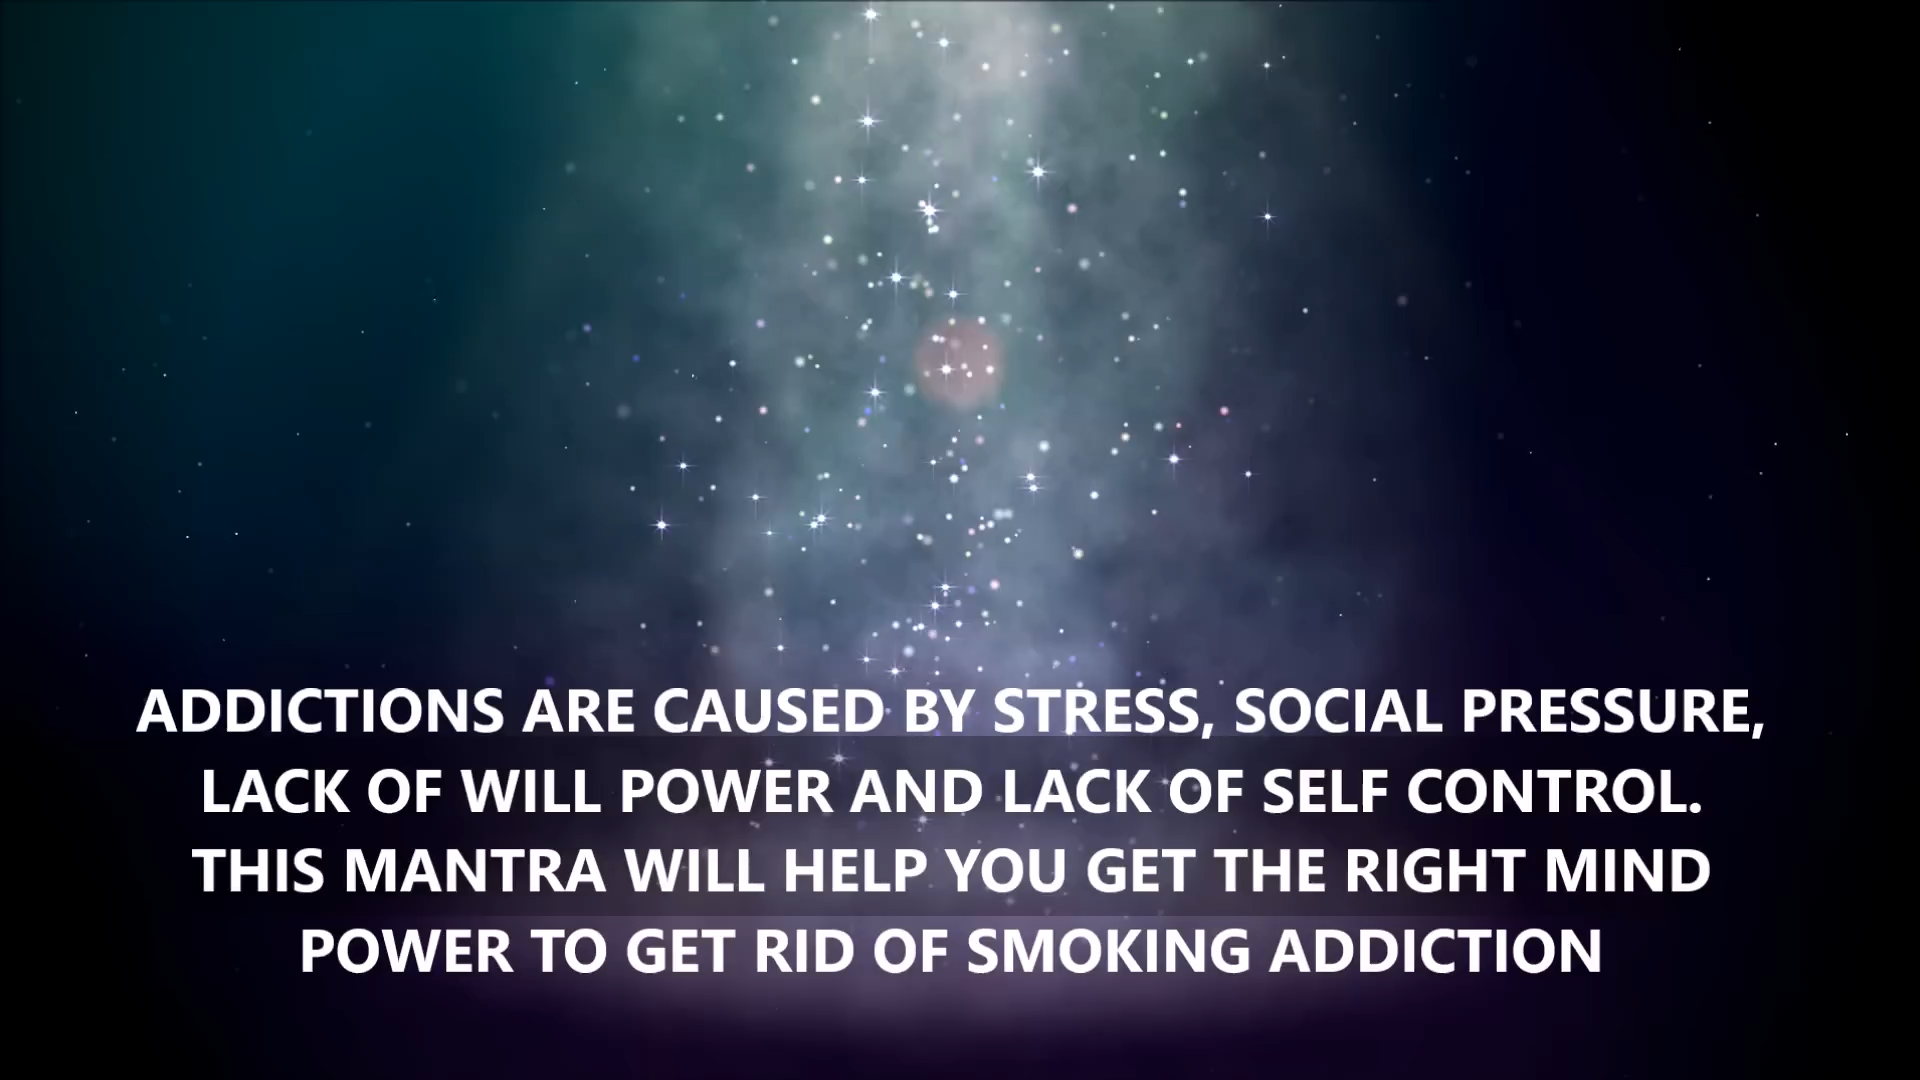 ADDICTIONS ARE CAUSED BY STRESS, SOCIAL PRESSURE,
LACK OF WILL POWER AND LACK OF SELF CONTROL.
THIS MANTRA WILL HELP YOU GET THE RIGHT MIND
POWER TO GET RID OF SMOKING ADDICTION